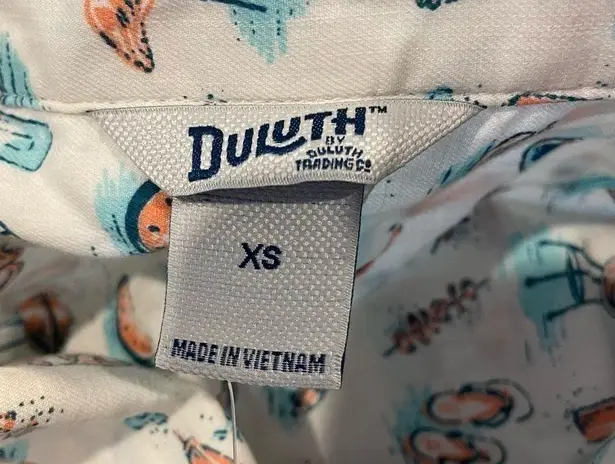 DULUTH™
BY
DULUTH
TRADING CO
XS
MADE IN VIETNAM